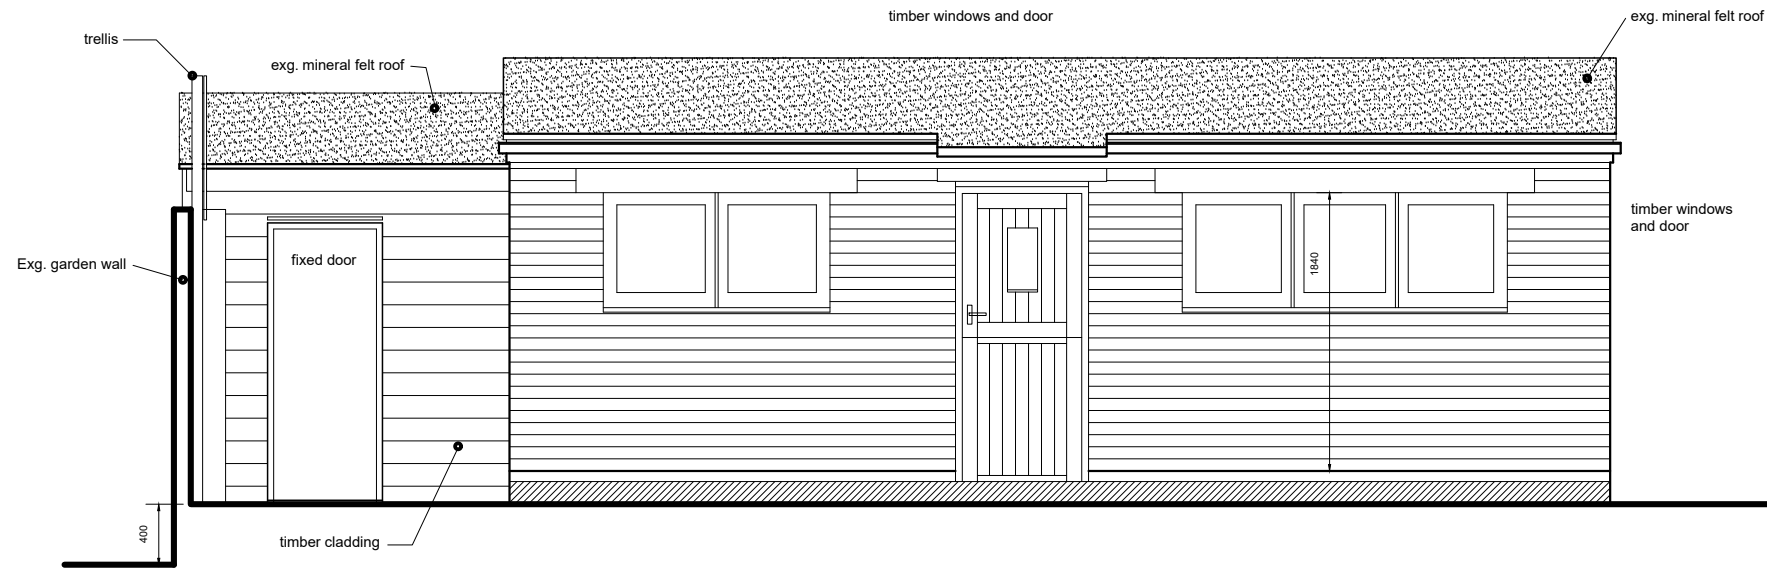 timber windows and door
exg. mineral felt roof
trellis
exg. mineral felt roof
timber windows
and door
fixed door
Exg. garden wall
1840
400
timber cladding